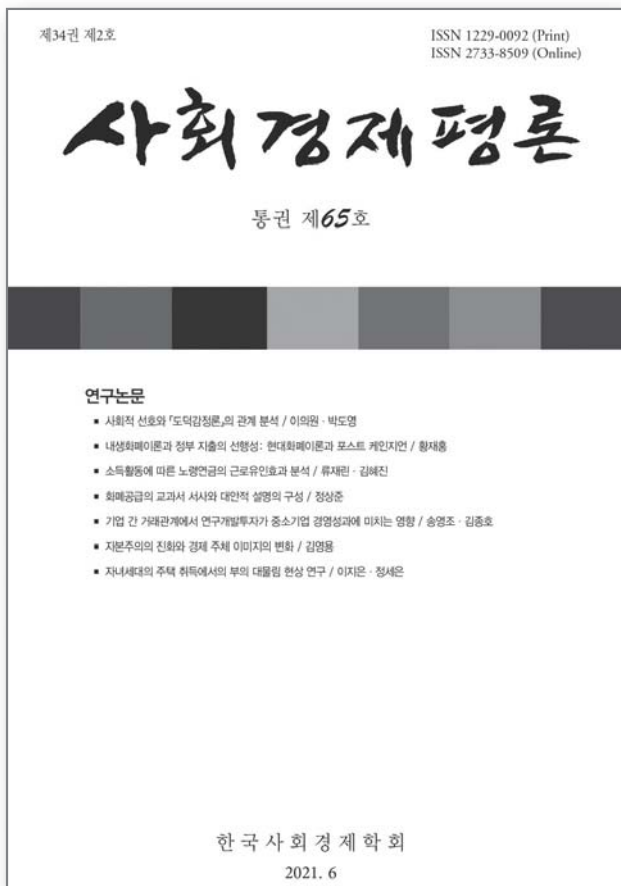 제34권 제2호
ISSN 1229-0092 (Print)
ISSN 2733-8509 (Online)
사회경제평론
통권 제65호
연구논문
▪ 사회적 선호와 「도덕감정론」의 관계 분석 / 이의원 · 박도영
▪ 내생화폐이론과 정부 지출의 선행성: 현대화폐이론과 포스트 케인지언 / 황재홍
▪ 소득활동에 따른 노령연금의 근로유인효과 분석 / 류재린 · 김혜진
▪ 화폐공급의 교과서 서사와 대안적 설명의 구성 / 정상준
▪ 기업 간 거래관계에서 연구개발투자가 중소기업 경영성과에 미치는 영향 / 송영조 · 김종호
▪ 자본주의의 진화와 경제 주체 이미지의 변화 / 김영용
▪ 자녀세대의 주택 취득에서의 부의 대물림 현상 연구 / 이지은 · 정세은
한국사회경제학회
2021. 6